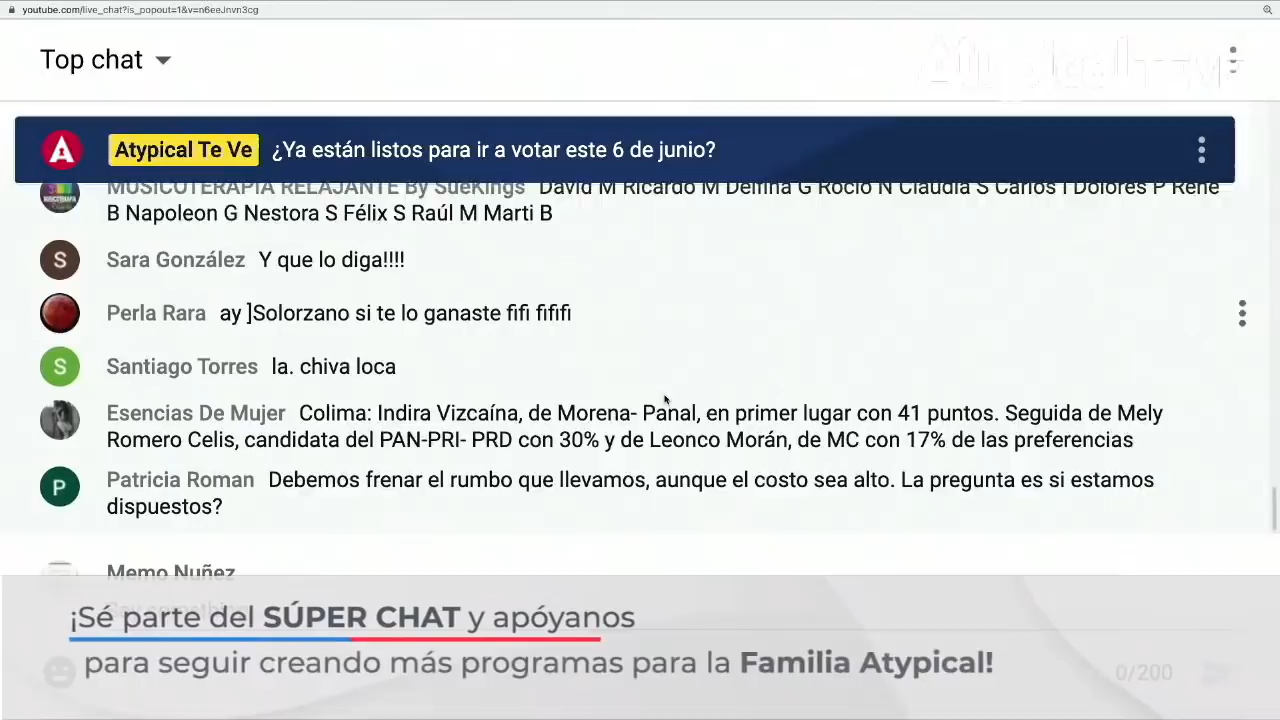 youtube.com/live_chat?is_popout=1&v=n6eeJnvn3cg
Top chat
Atypical Te Ve ¿Ya están listos para ir a votar este 6 de junio?
MUSICOTERAPIA RELAJANTE By SueKings David M Ricardo M Delfina G Rocío N Claudia S Carlos I Dolores P René
B Napoleon G Nestora S Félix S Raúl M Marti B
Sara González Y que lo diga!!!!
Perla Rara ay ]Solorzano si te lo ganaste fifi fififi
Santiago Torres la. chiva loca
Esencias De Mujer Colima: Indira Vizcaína, de Morena- Panal, en primer lugar con 41 puntos. Seguida de Mely
Romero Celis, candidata del PAN-PRI- PRD con 30% y de Leonco Morán, de MC con 17% de las preferencias
Patricia Roman Debemos frenar el rumbo que llevamos, aunque el costo sea alto. La pregunta es si estamos
dispuestos?
Memo Nuñez
Say something...
¡Sé parte del SÚPER CHAT y apóyanos
para seguir creando más programas para la Familia Atypical!
0/200